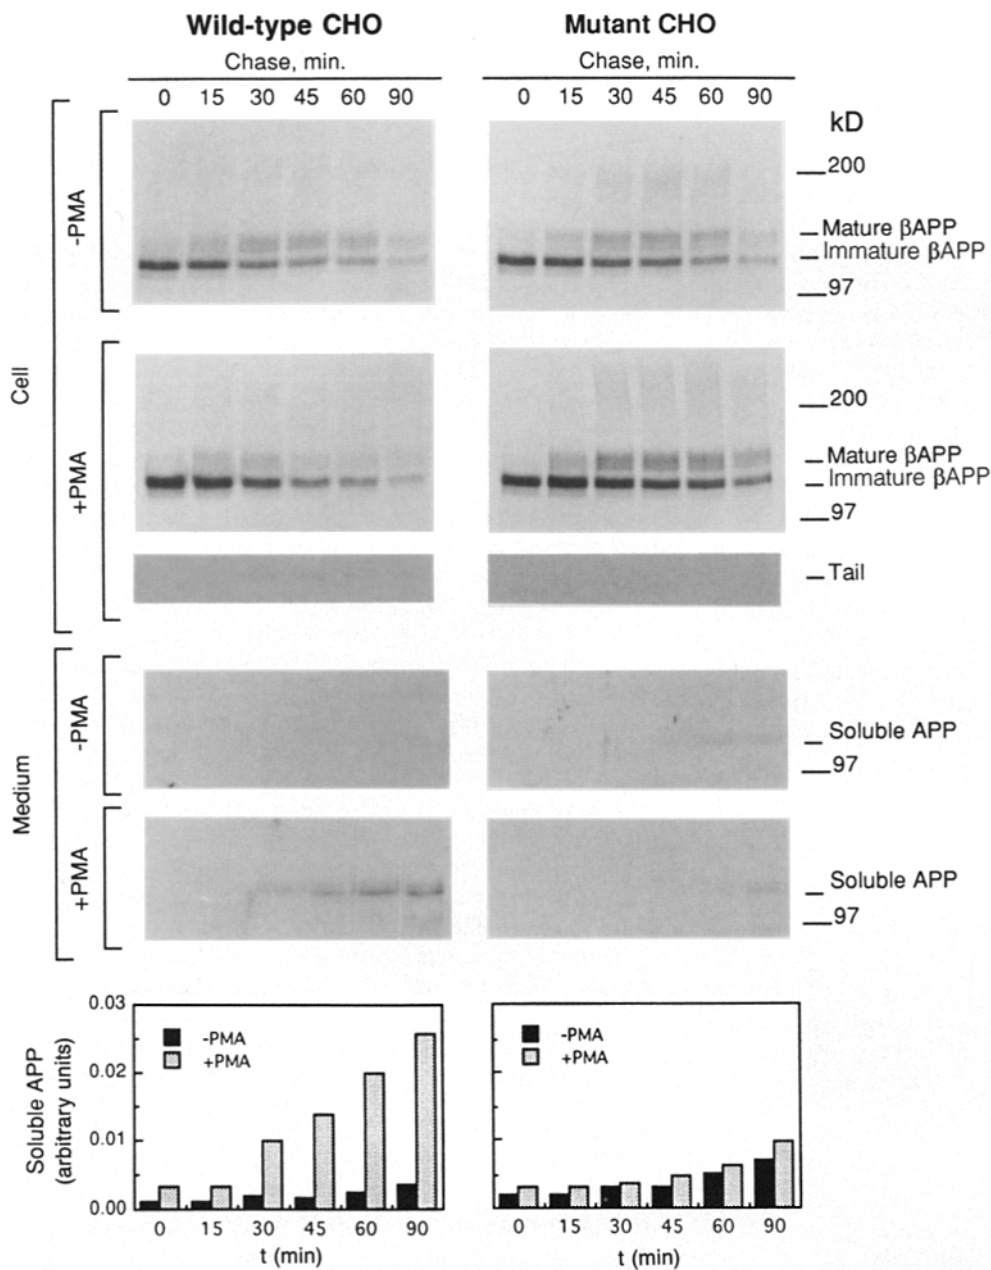 Wild-type CHO Mutant CHO
Chase, min. Chase, min.
0 15 30 45 60 90 0 15 30 45 60 90
kD
Cell
-PMA
200
Mature βAPP
Immature βAPP
97
+PMA
200
Mature βAPP
Immature βAPP
97
Tail
Medium
-PMA
Soluble APP
97
+PMA
Soluble APP
97
Soluble APP
(arbitrary units)
0.03
0.02
0.01
0.00
-PMA
+PMA
0 15 30 45 60 90
t (min)
-PMA
+PMA
0 15 30 45 60 90
t (min)